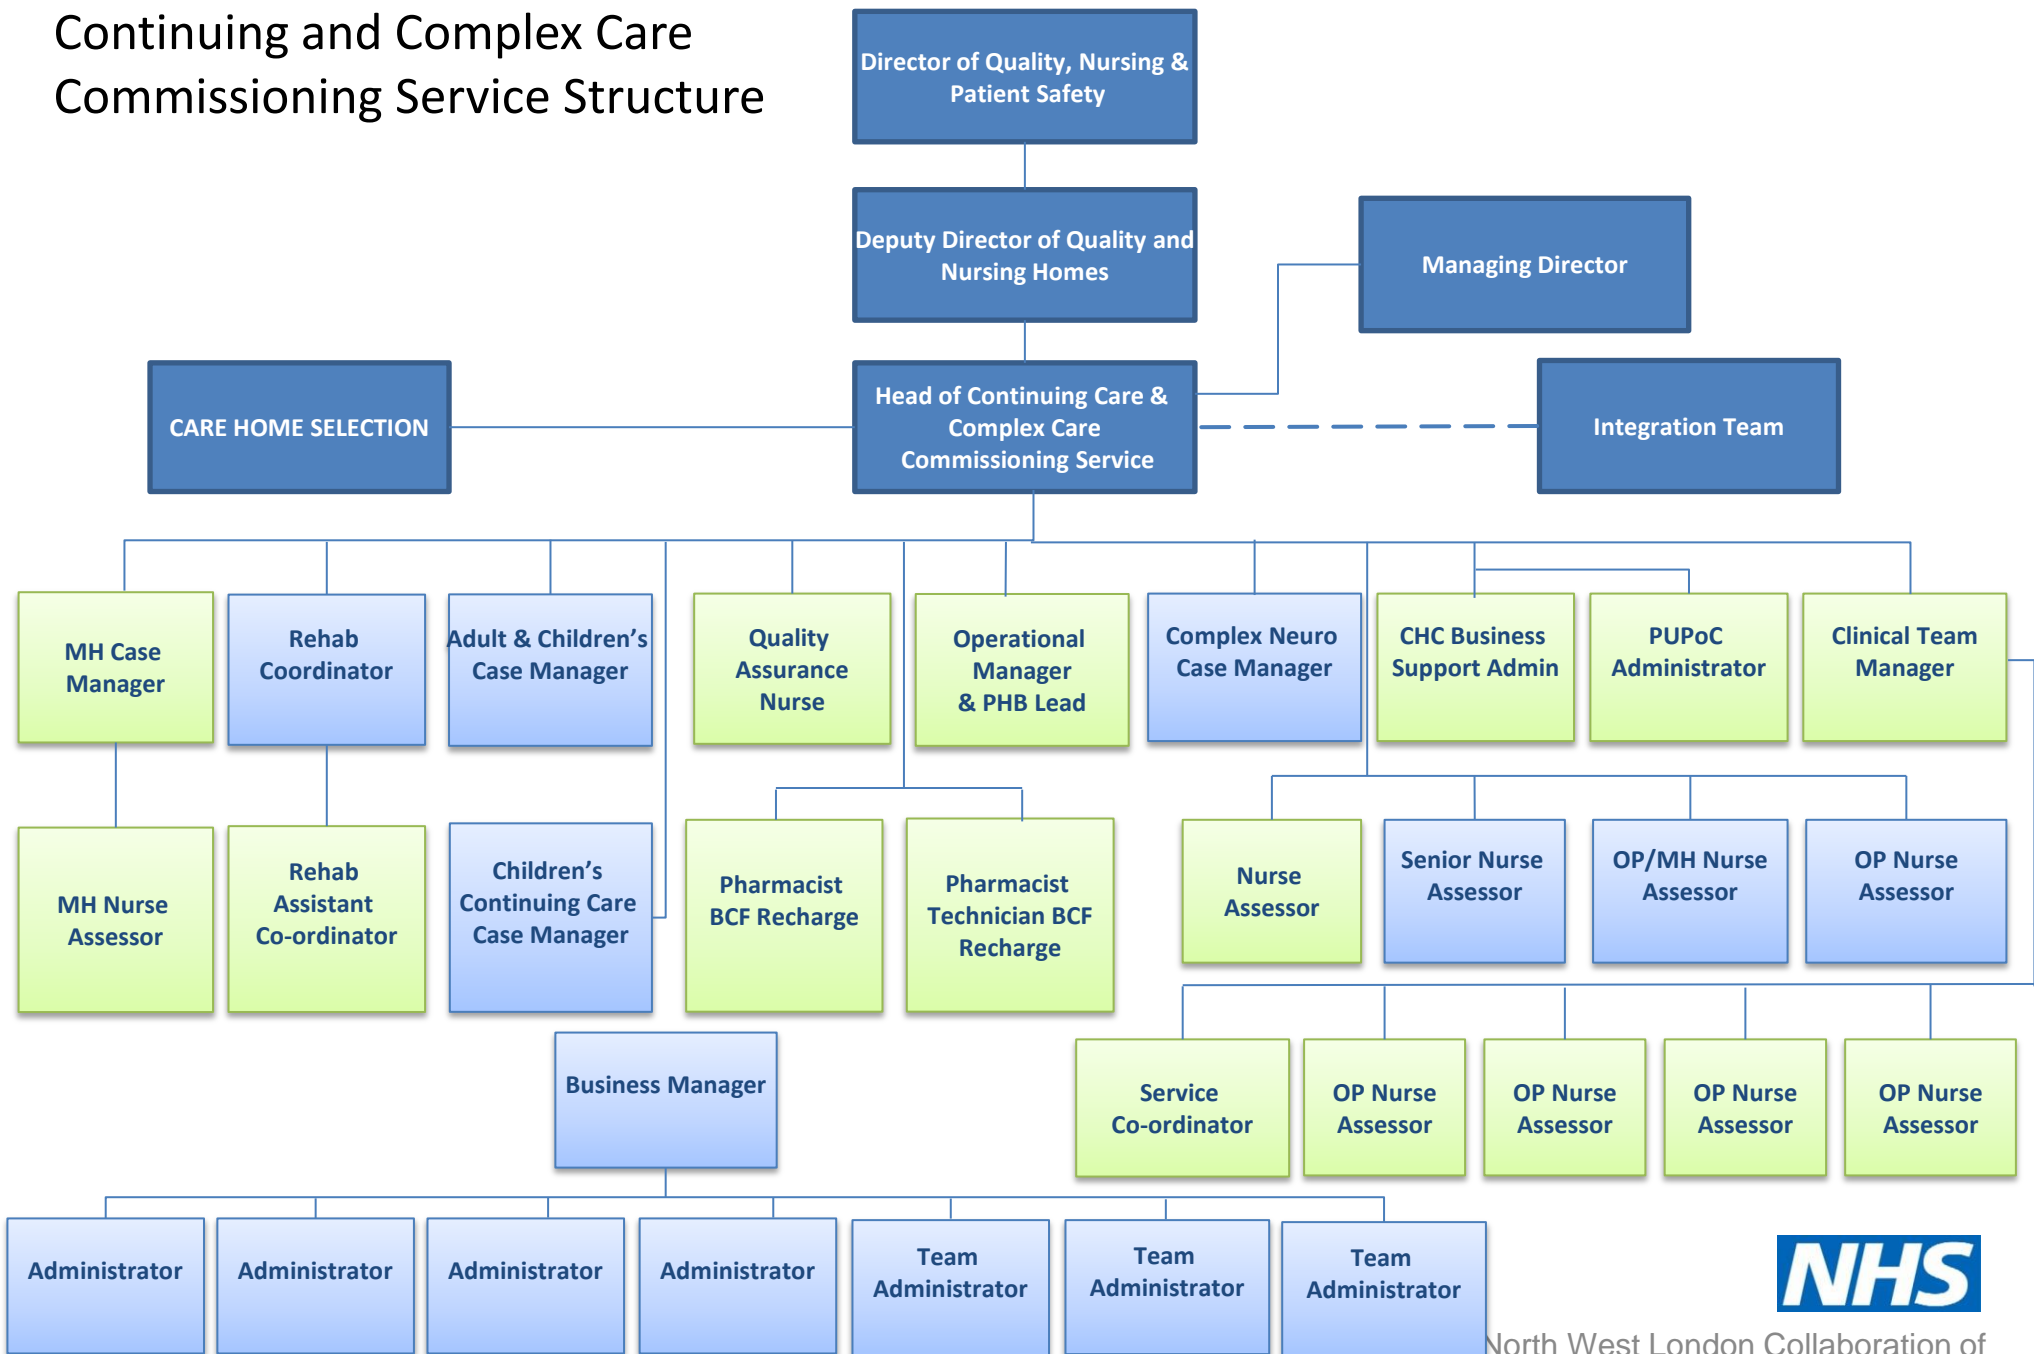 Continuing and Complex Care
Commissioning Service Structure
Director of Quality, Nursing &
Patient Safety
Deputy Director of Quality and
Nursing Homes
Managing Director
CARE HOME SELECTION
Head of Continuing Care &
Complex Care
Commissioning Service
Integration Team
MH Case
Manager
Rehab
Coordinator
Adult & Children’s
Case Manager
Quality
Assurance
Nurse
Operational
Manager
& PHB Lead
Complex Neuro
Case Manager
CHC Business
Support Admin
PUPoC
Administrator
Clinical Team
Manager
MH Nurse
Assessor
Rehab
Assistant
Co-ordinator
Children’s
Continuing Care
Case Manager
Pharmacist
BCF Recharge
Pharmacist
Technician BCF
Recharge
Nurse
Assessor
Senior Nurse
Assessor
OP/MH Nurse
Assessor
OP Nurse
Assessor
Business Manager
Service
Co-ordinator
OP Nurse
Assessor
OP Nurse
Assessor
OP Nurse
Assessor
OP Nurse
Assessor
Administrator
Administrator
Administrator
Administrator
Team
Administrator
Team
Administrator
Team
Administrator
NHS
North West London Collaboration of